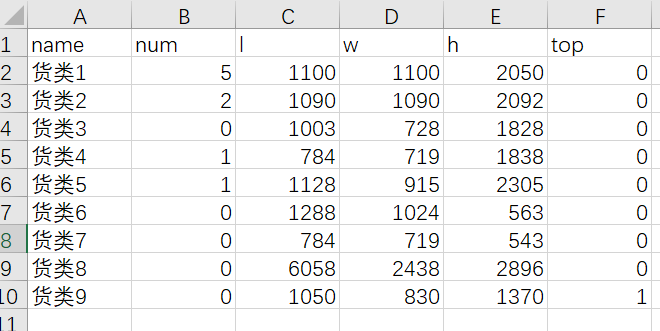 A B C D E F
1 name num l w h top
2 货类1 5 1100 1100 2050 0
3 货类2 2 1090 1090 2092 0
4 货类3 0 1003 728 1828 0
5 货类4 1 784 719 1838 0
6 货类5 1 1128 915 2305 0
7 货类6 0 1288 1024 563 0
8 货类7 0 784 719 543 0
9 货类8 0 6058 2438 2896 0
10 货类9 0 1050 830 1370 1
11